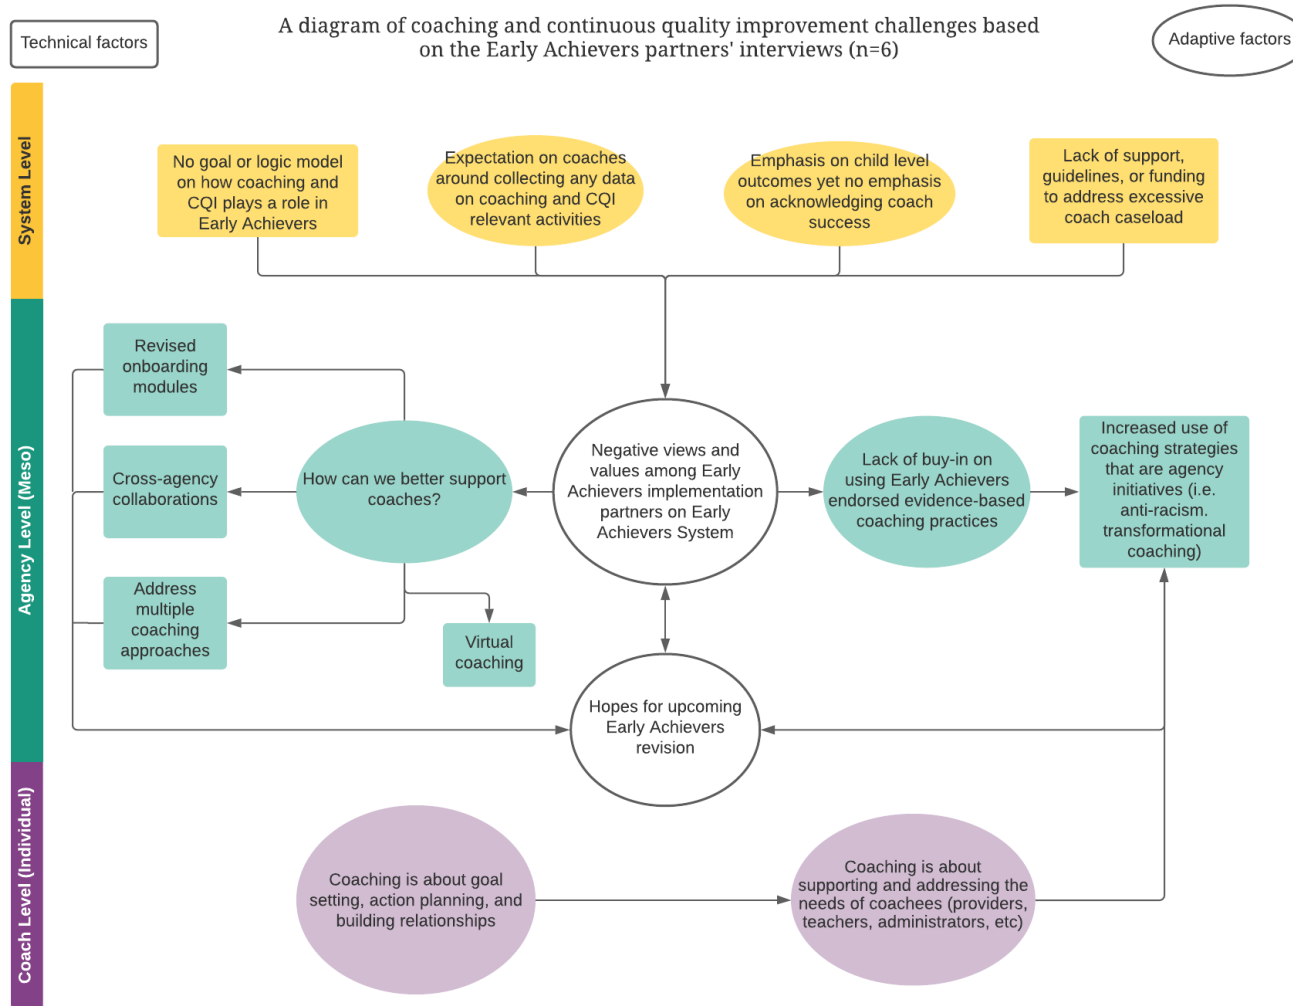 Technical factors
A diagram of coaching and continuous quality improvement challenges based
on the Early Achievers partners' interviews (n=6)
Adaptive factors
System Level
No goal or logic model
on how coaching and
CQI plays a role in
Early Achievers
Expectation on coaches
around collecting any data
on coaching and CQI
relevant activities
Emphasis on child level
outcomes yet no emphasis
on acknowledging coach
success
Lack of support,
guidelines, or funding
to address excessive
coach caseload
Agency Level (Meso)
Revised
onboarding
modules
Cross-agency
collaborations
Address
multiple
coaching
approaches
How can we better support
coaches?
Virtual
coaching
Negative views and
values among Early
Achievers implementation
partners on Early
Achievers System
Lack of buy-in on
using Early Achievers
endorsed evidence-based
coaching practices
Increased use of
coaching strategies
that are agency
initiatives (i.e.
anti-racism.
transformational
coaching)
Hopes for upcoming
Early Achievers
revision
Coach Level (Individual)
Coaching is about goal
setting, action planning, and
building relationships
Coaching is about
supporting and addressing the
needs of coachees (providers,
teachers, administrators, etc)